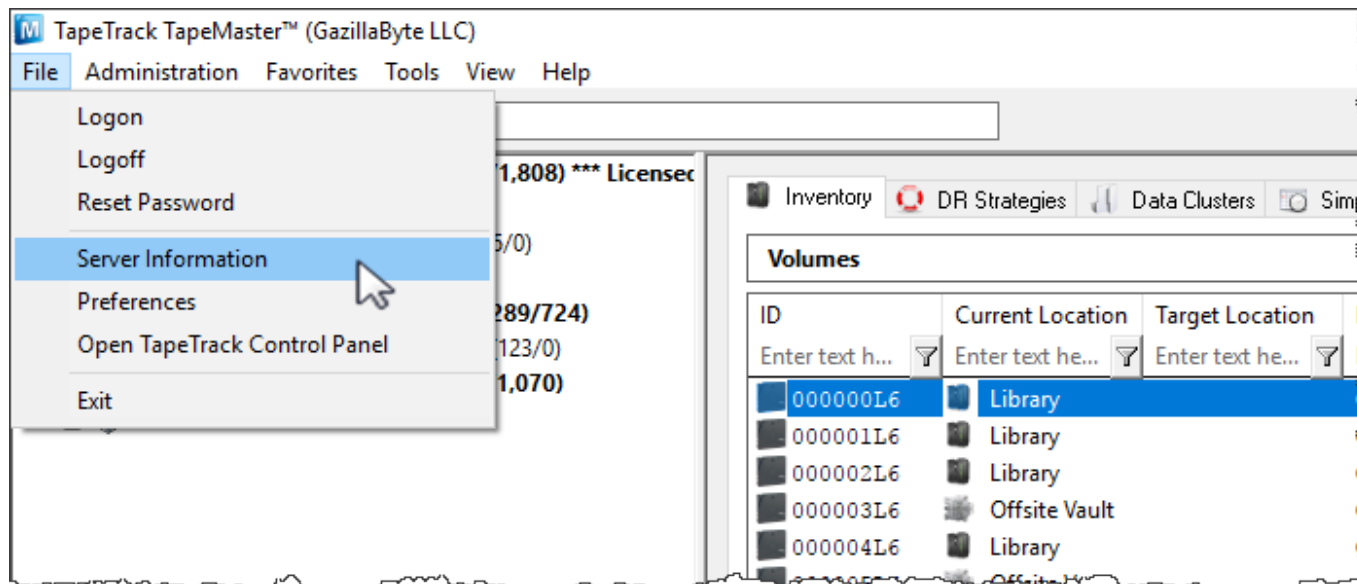 TapeTrack TapeMaster™ (GazillaByte LLC)
File Administration Favorites Tools View Help
Logon
Logoff
Reset Password
Server Information
Preferences
Open TapeTrack Control Panel
Exit
1,808) *** Licensed
/0)
289/724)
123/0)
1,070)
Inventory DR Strategies Data Clusters
Volumes
ID Current Location Target Location
Enter text h... Enter text he... Enter text he...
000000L6 Library
000001L6 Library
000002L6 Library
000003L6 Offsite Vault
000004L6 Library